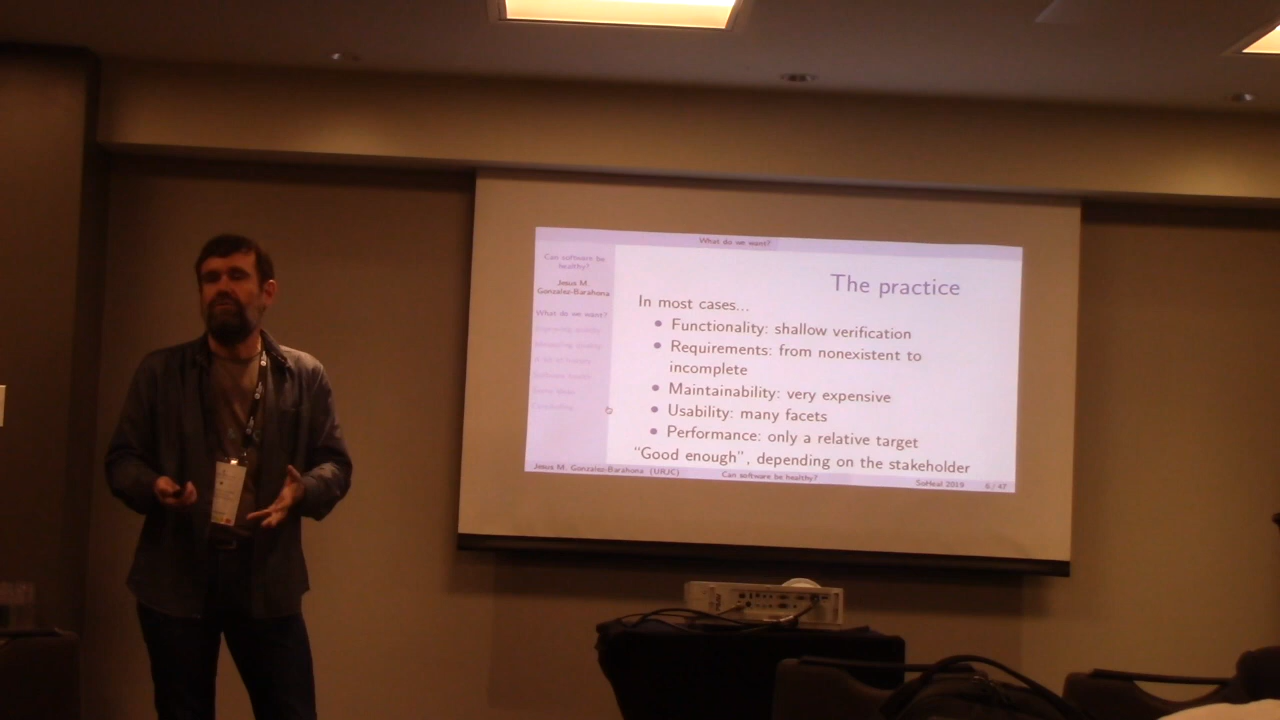 What do we want?
Can software be
healthy?
Jesus M.
Gonzalez-Barahona
What do we want?
The practice
In most cases...
Functionality: shallow verification
Requirements: from nonexistent to
incomplete
Maintainability: very expensive
Usability: many facets
Performance: only a relative target
“Good enough”, depending on the stakeholder
Jesus M. Gonzalez-Barahona (URJC)
Can software be healthy?
SoHeal 2019
6 / 47